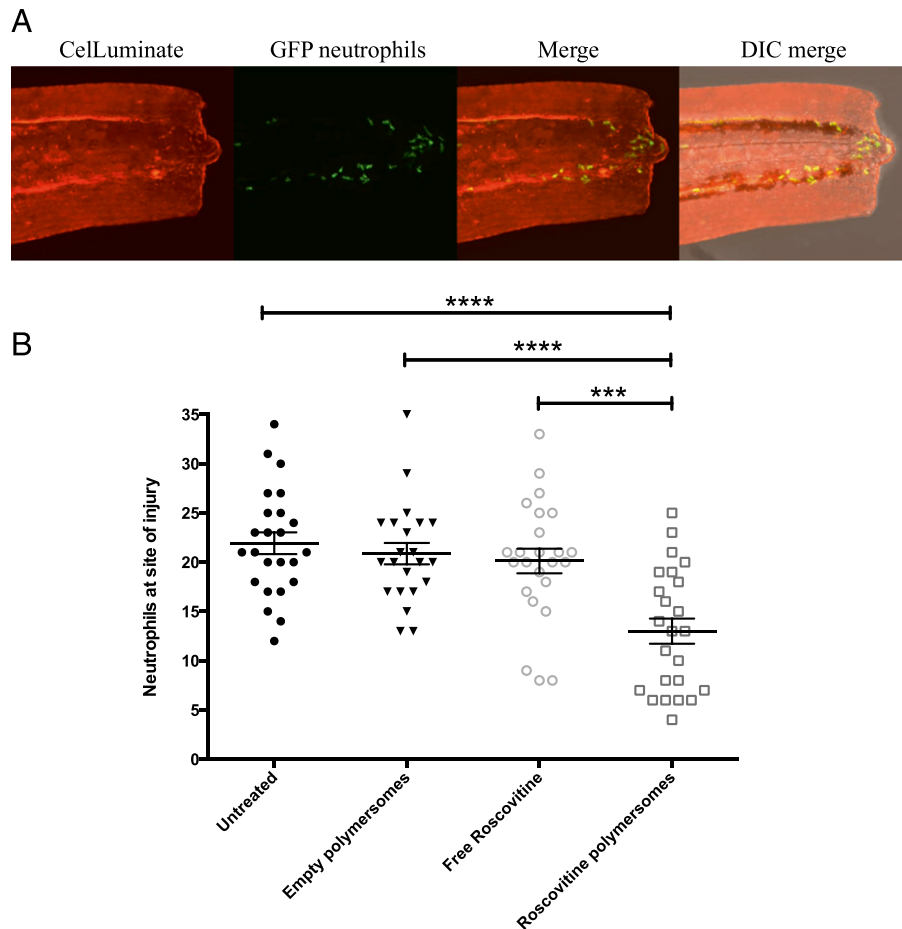 A
CelLuminate GFP neutrophils Merge DIC merge
****
B
****
***
35
30
25
20
15
10
5
0
Neutrophils at site of injury
Untreated
Empty polymersomes
Free Roscovitine
Roscovitine polymersomes